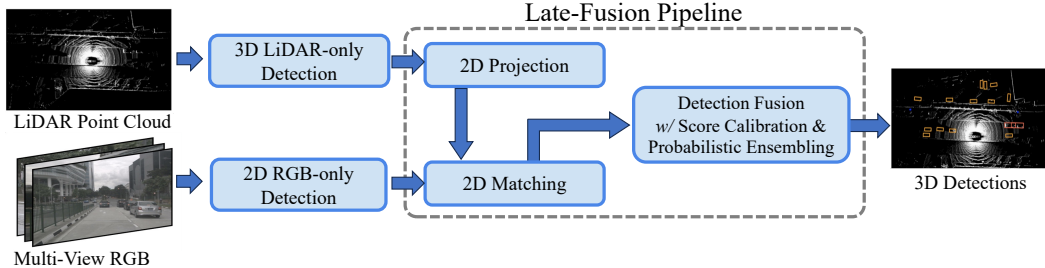 Late-Fusion Pipeline
LiDAR Point Cloud
3D LiDAR-only
Detection
2D Projection
Multi-View RGB
2D RGB-only
Detection
2D Matching
Detection Fusion
w/ Score Calibration &
Probabilistic Ensembling
3D Detections